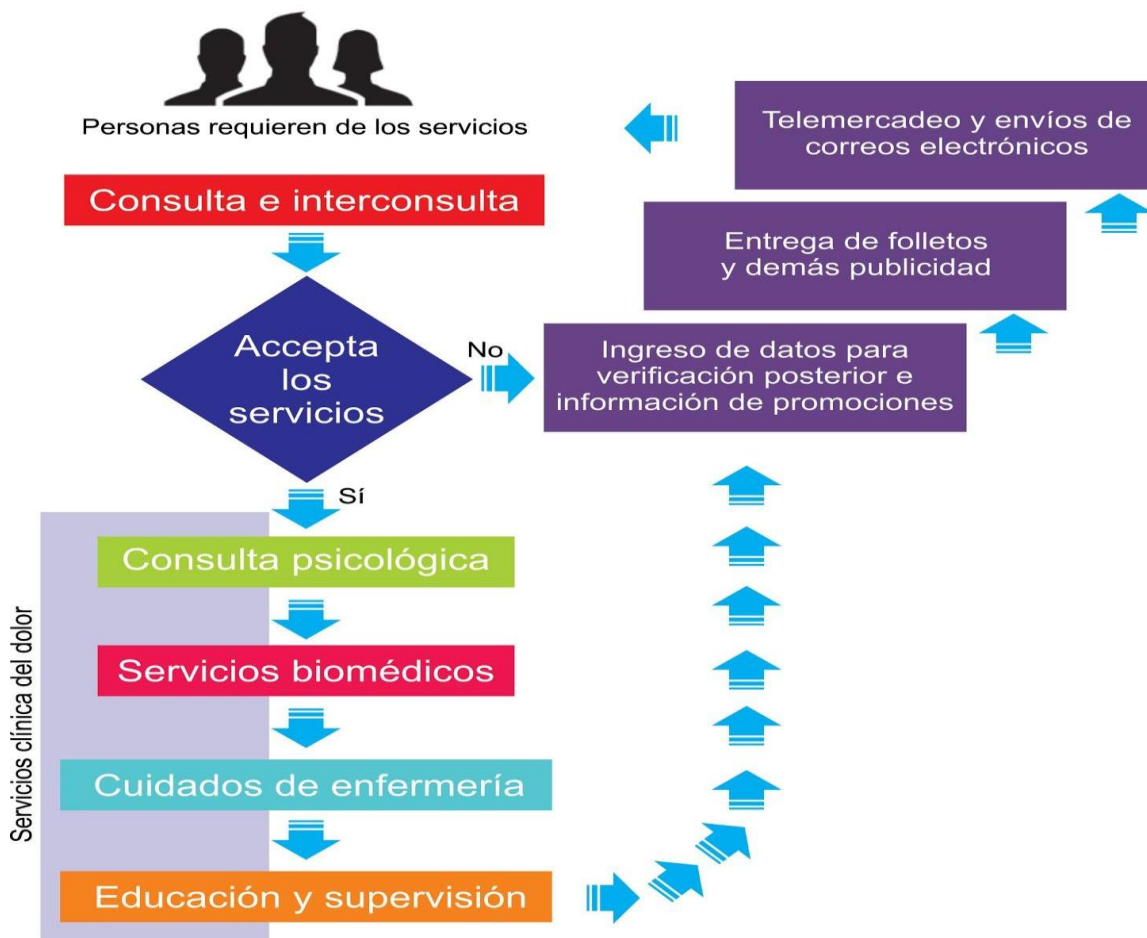 Personas requieren de los servicios
Consulta e interconsulta
Accepta
los
servicios
No
Sí
Ingreso de datos para
verificación posterior e
información de promociones
Entrega de folletos
y demás publicidad
Telemercadeo y envíos de
correos electrónicos
Servicios clínica del dolor
Consulta psicológica
Servicios biomédicos
Cuidados de enfermería
Educación y supervisión